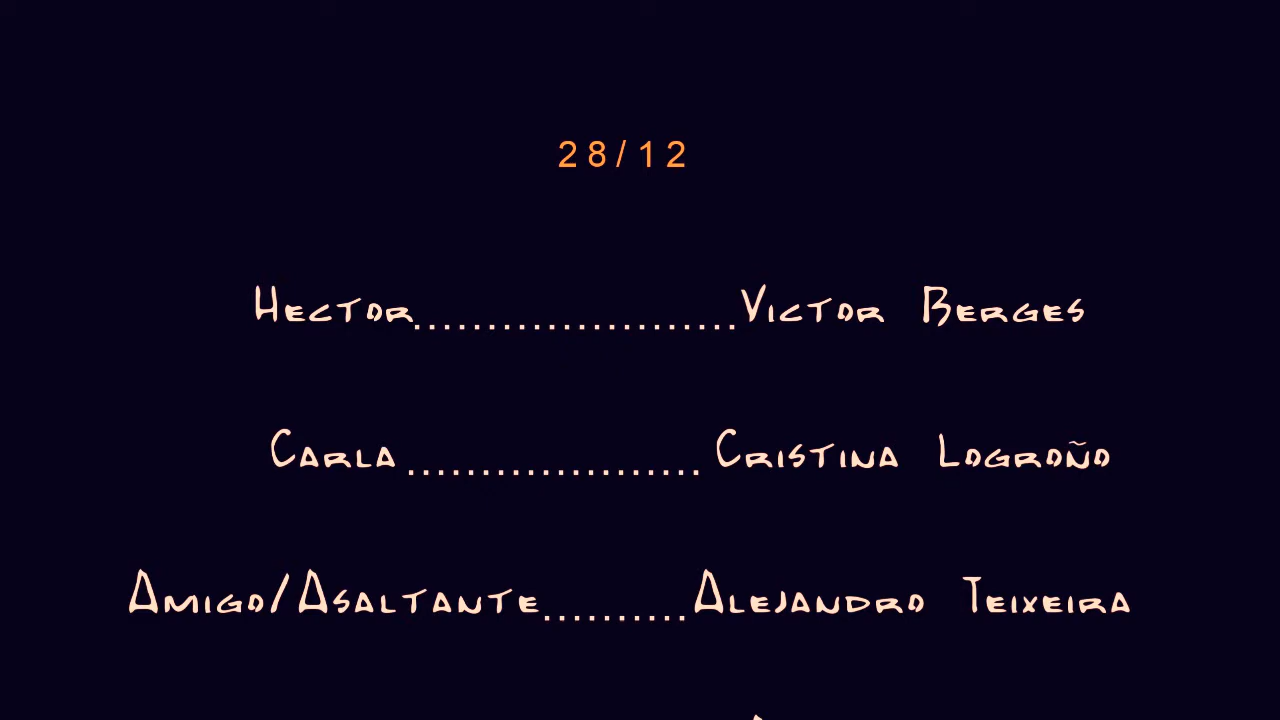 28/12
Hector......................Victor Berges
Carla .................... Cristina Logroño
Amigo/Asaltante..........Alejandro Teixeira